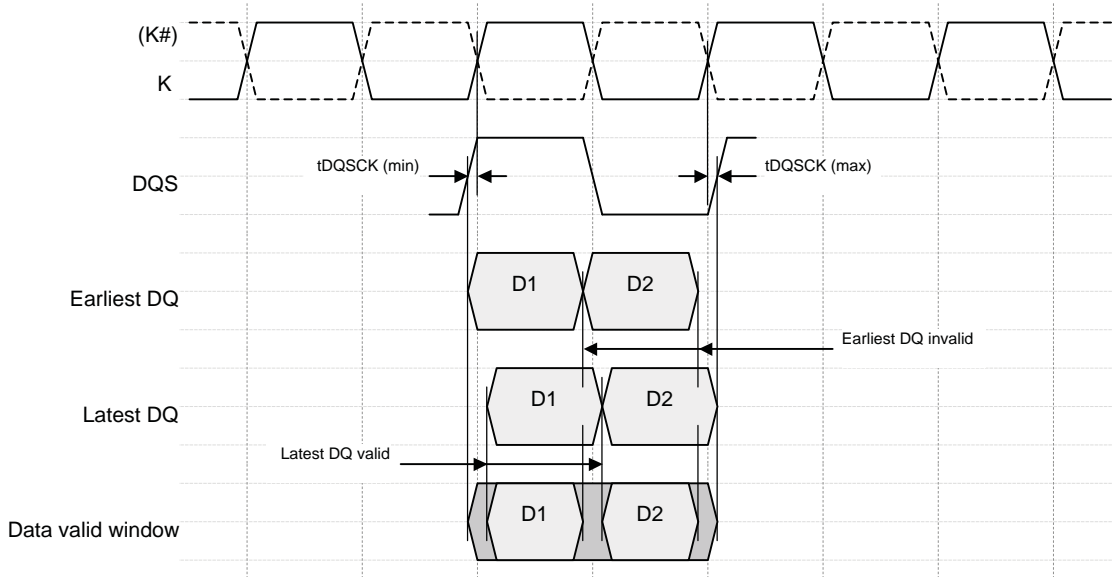 (K#)
K
tDQSCK (min)
tDQSCK (max)
DQS
D1
D2
Earliest DQ
Earliest DQ invalid
D1
D2
Latest DQ
Latest DQ valid
D1
D2
Data valid window